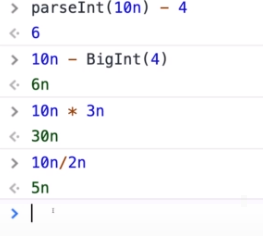 > parseInt(10n) - 4
<· 6
> 10n - BigInt(4)
<· 6n
> 10n * 3n
<· 30n
> 10n/2n
<· 5n
>